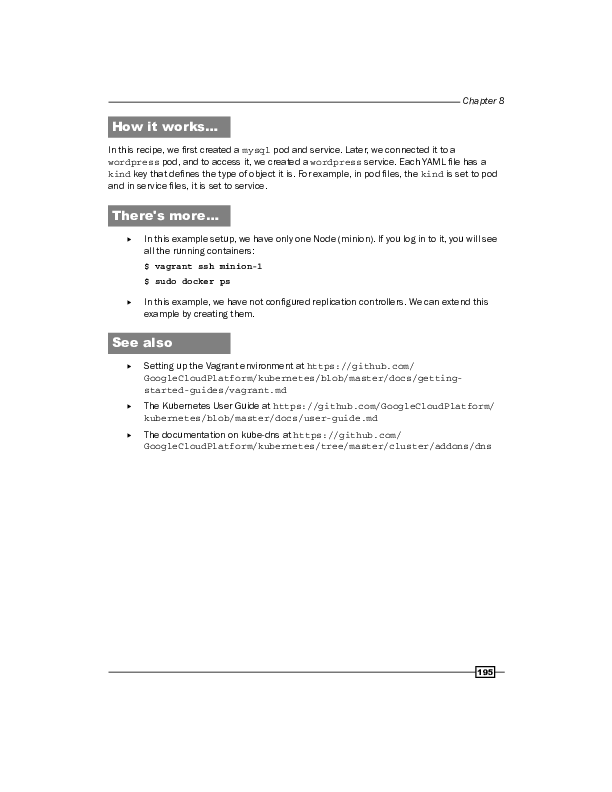 Chapter 8
How it works…
In this recipe, we first created a mysql pod and service. Later, we connected it to a
wordpress pod, and to access it, we created a wordpress service. Each YAML file has a
kind key that defines the type of object it is. For example, in pod files, the kind is set to pod
and in service files, it is set to service.
There's more…
‣ In this example setup, we have only one Node (minion). If you log in to it, you will see
all the running containers:
$ vagrant ssh minion-1
$ sudo docker ps
‣ In this example, we have not configured replication controllers. We can extend this
example by creating them.
See also
‣ Setting up the Vagrant environment at https://github.com/
GoogleCloudPlatform/kubernetes/blob/master/docs/getting-
started-guides/vagrant.md
‣ The Kubernetes User Guide at https://github.com/GoogleCloudPlatform/
kubernetes/blob/master/docs/user-guide.md
‣ The documentation on kube-dns at https://github.com/
GoogleCloudPlatform/kubernetes/tree/master/cluster/addons/dns
195